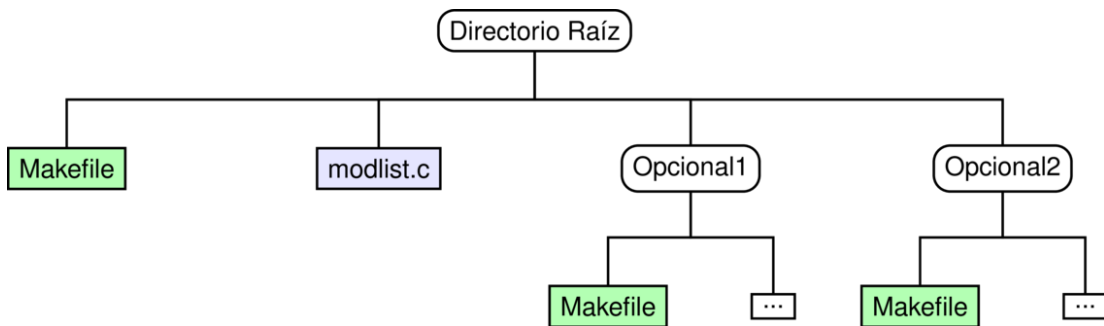 Directorio Raíz
Makefile
modlist.c
Opcional1
Opcional2
Makefile
...
Makefile
...